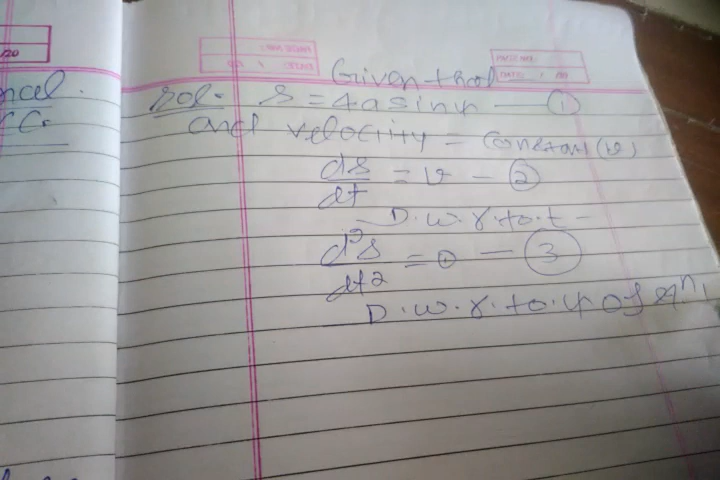 Given that
Sol- s = 4a sin ψ — ①
and velocity = constant (v)
ds/dt = v — ②
D.w.r.to.t -
d²s/dt² = 0 — ③
D.w.r.to.ψ of eqⁿ,